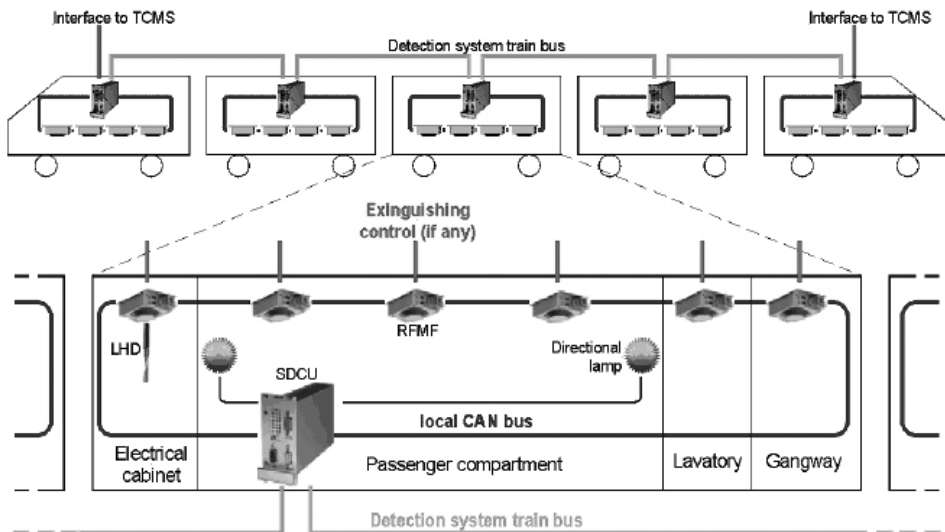 Interface to TCMS
Interface to TCMS
Detection system train bus
Exinguishing
control (if any)
RFMF
LHD
Directional
lamp
SDCU
local CAN bus
Electrical
cabinet
Passenger compartment
Lavatory
Gangway
Detection system train bus